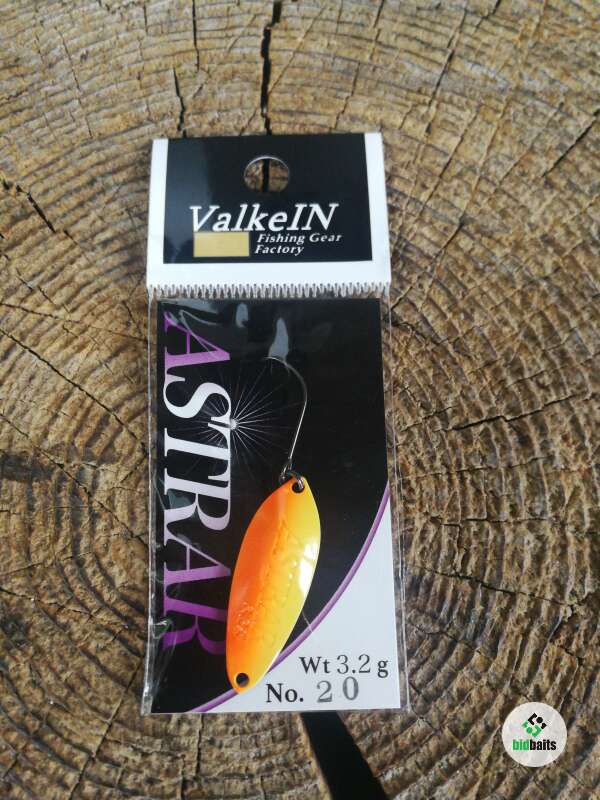 ValkeIN
Fishing Gear
Factory
ASTRAR
Wt 3.2 g
No. 20
bidbaits